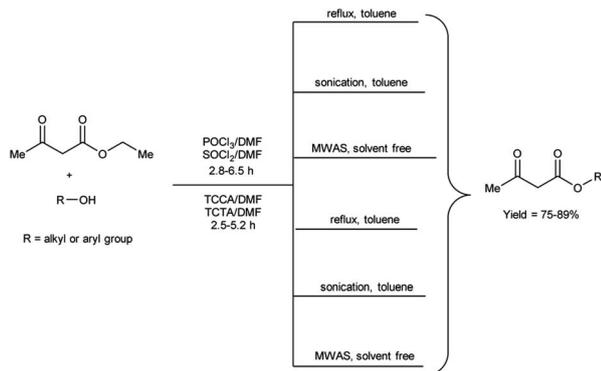 reflux, toluene
sonication, toluene
MWAS, solvent free
O O
Me O Me
+
R—OH
R = alkyl or aryl group
POCl3/DMF
SOCl2/DMF
2.8-6.5 h
TCCA/DMF
TCTA/DMF
2.5-5.2 h
reflux, toluene
sonication, toluene
MWAS, solvent free
O O
Me O R
Yield = 75-89%